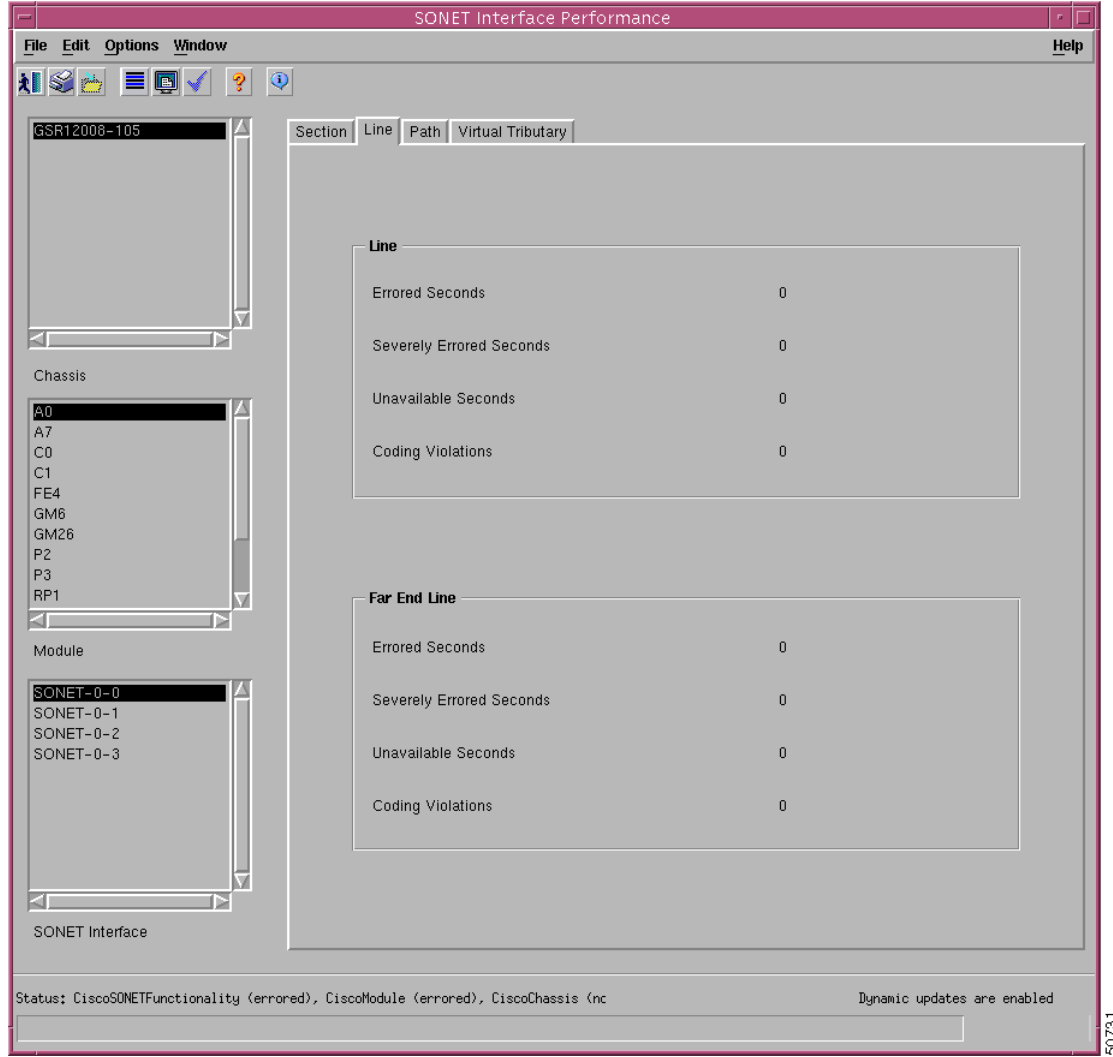 SONET Interface Performance
File Edit Options Window Help
GSR12008-105
Chassis
A0
A7
C0
C1
FE4
GM6
GM26
P2
P3
RP1
Module
SONET-0-0
SONET-0-1
SONET-0-2
SONET-0-3
SONET Interface
Section Line Path Virtual Tributary
Line
Errored Seconds 0
Severely Errored Seconds 0
Unavailable Seconds 0
Coding Violations 0
Far End Line
Errored Seconds 0
Severely Errored Seconds 0
Unavailable Seconds 0
Coding Violations 0
Status: CiscoSONETFunctionality (errored), CiscoModule (errored), CiscoChassis (nc
Dynamic updates are enabled
50731